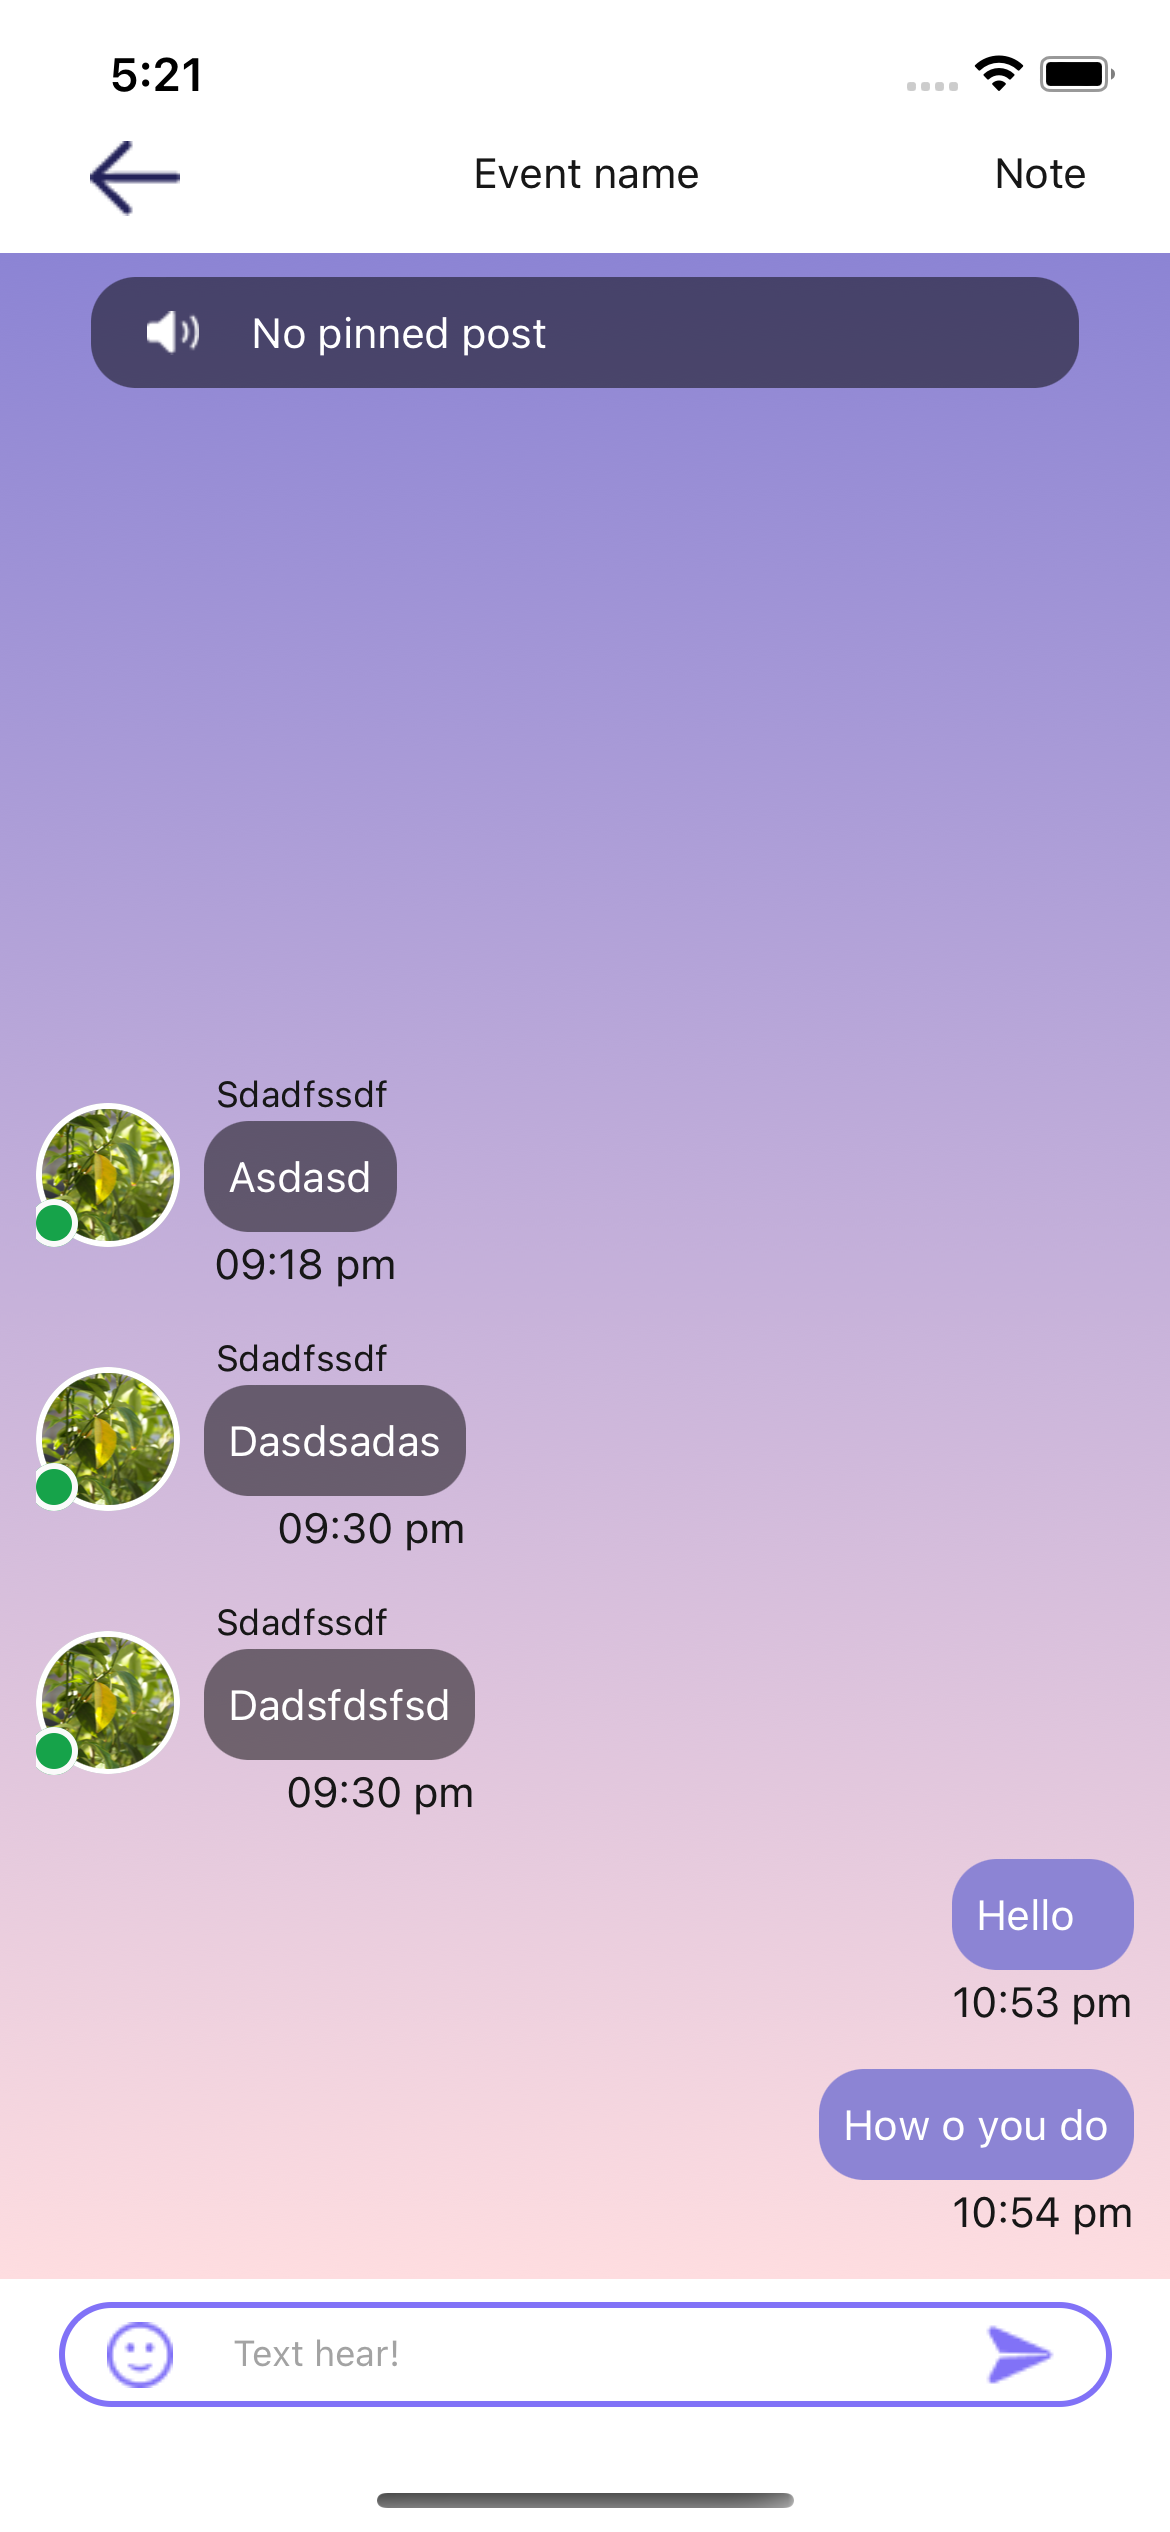 5:21
Event name
Note
No pinned post
Sdadfssdf
Asdasd
09:18 pm
Sdadfssdf
Dasdsadas
09:30 pm
Sdadfssdf
Dadsfdsfsd
09:30 pm
Hello
10:53 pm
How o you do
10:54 pm
Text hear!